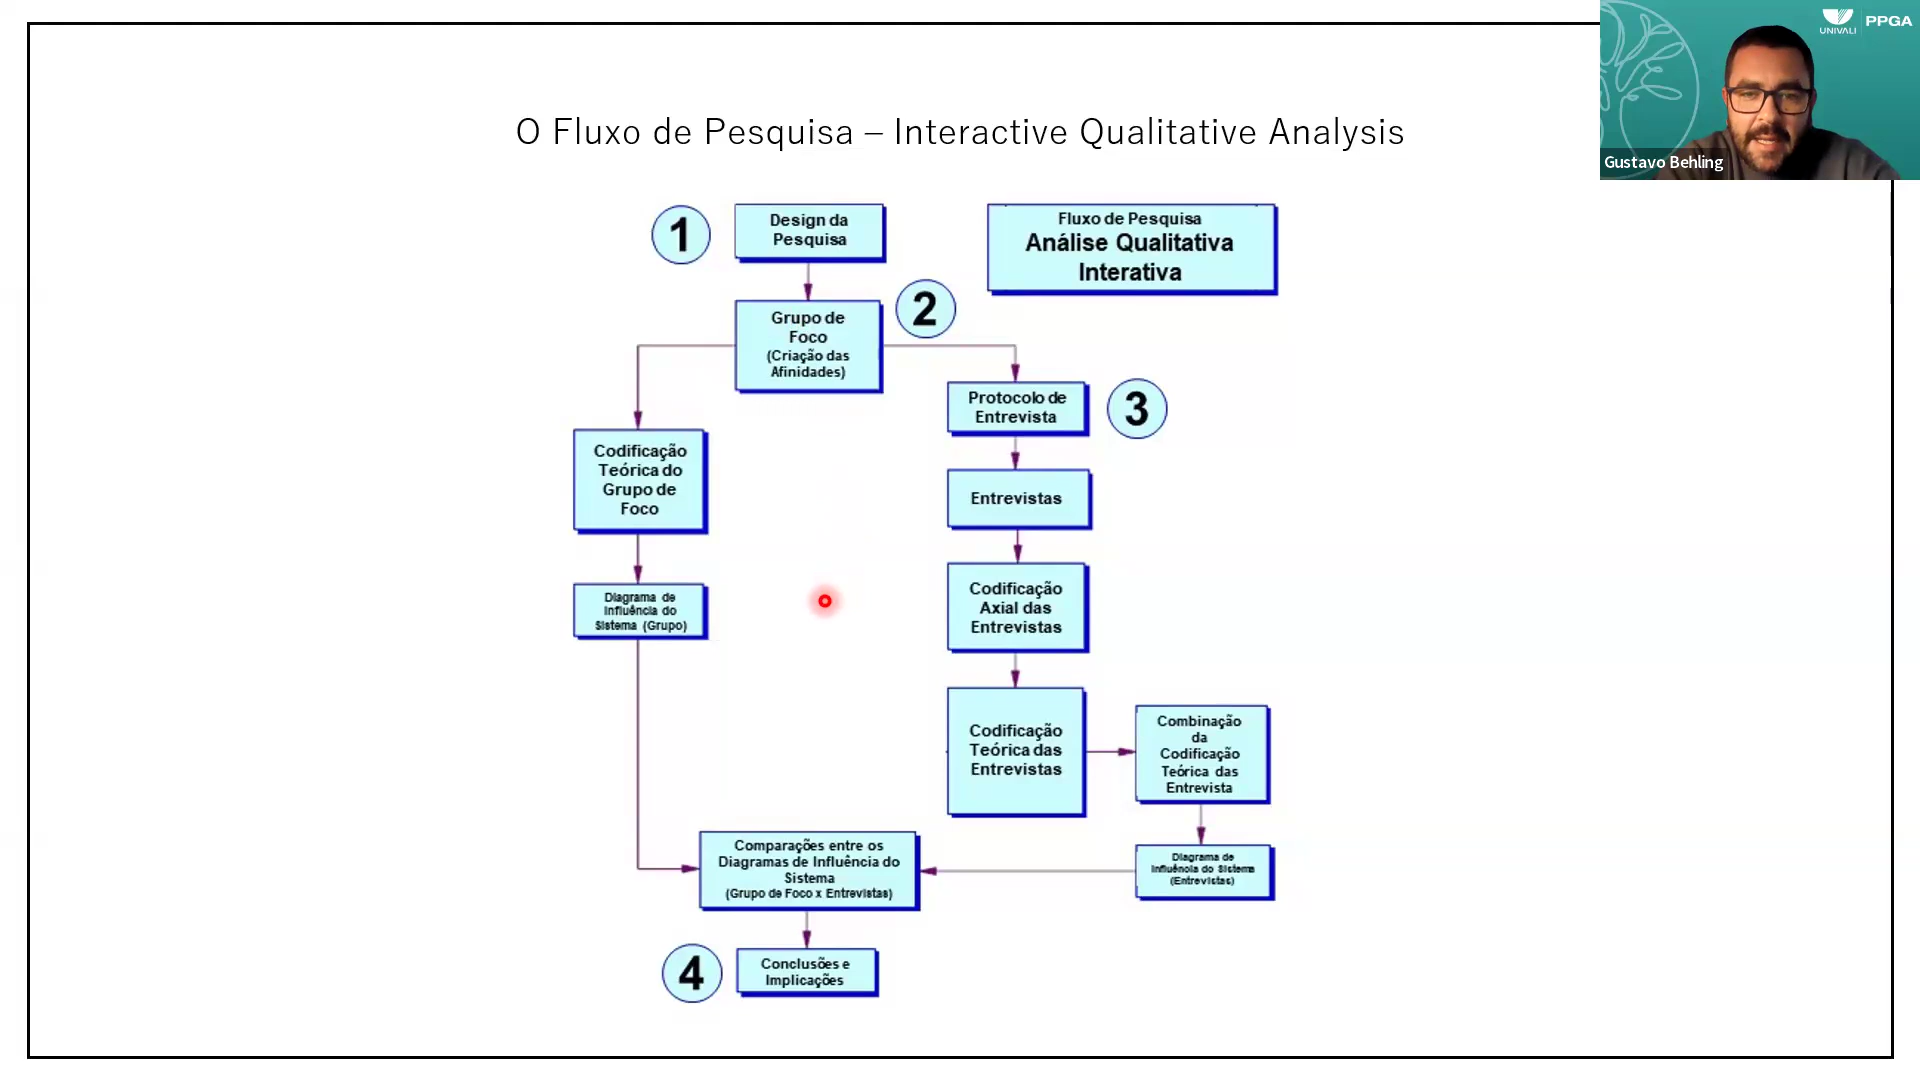 UNIVALI
PPGA
Gustavo Behling
O Fluxo de Pesquisa – Interactive Qualitative Analysis
1
Design da
Pesquisa
Fluxo de Pesquisa
Análise Qualitativa
Interativa
2
Grupo de
Foco
(Criação das
Afinidades)
3
Protocolo de
Entrevista
Codificação
Teórica do
Grupo de
Foco
Entrevistas
Diagrama de
Influência do
Sistema (Grupo)
Codificação
Axial das
Entrevistas
Codificação
Teórica das
Entrevistas
Combinação
da
Codificação
Teórica das
Entrevista
Comparações entre os
Diagramas de Influência do
Sistema
(Grupo de Foco x Entrevistas)
Diagrama de
Influência do Sistema
(Entrevistas)
4
Conclusões e
Implicações